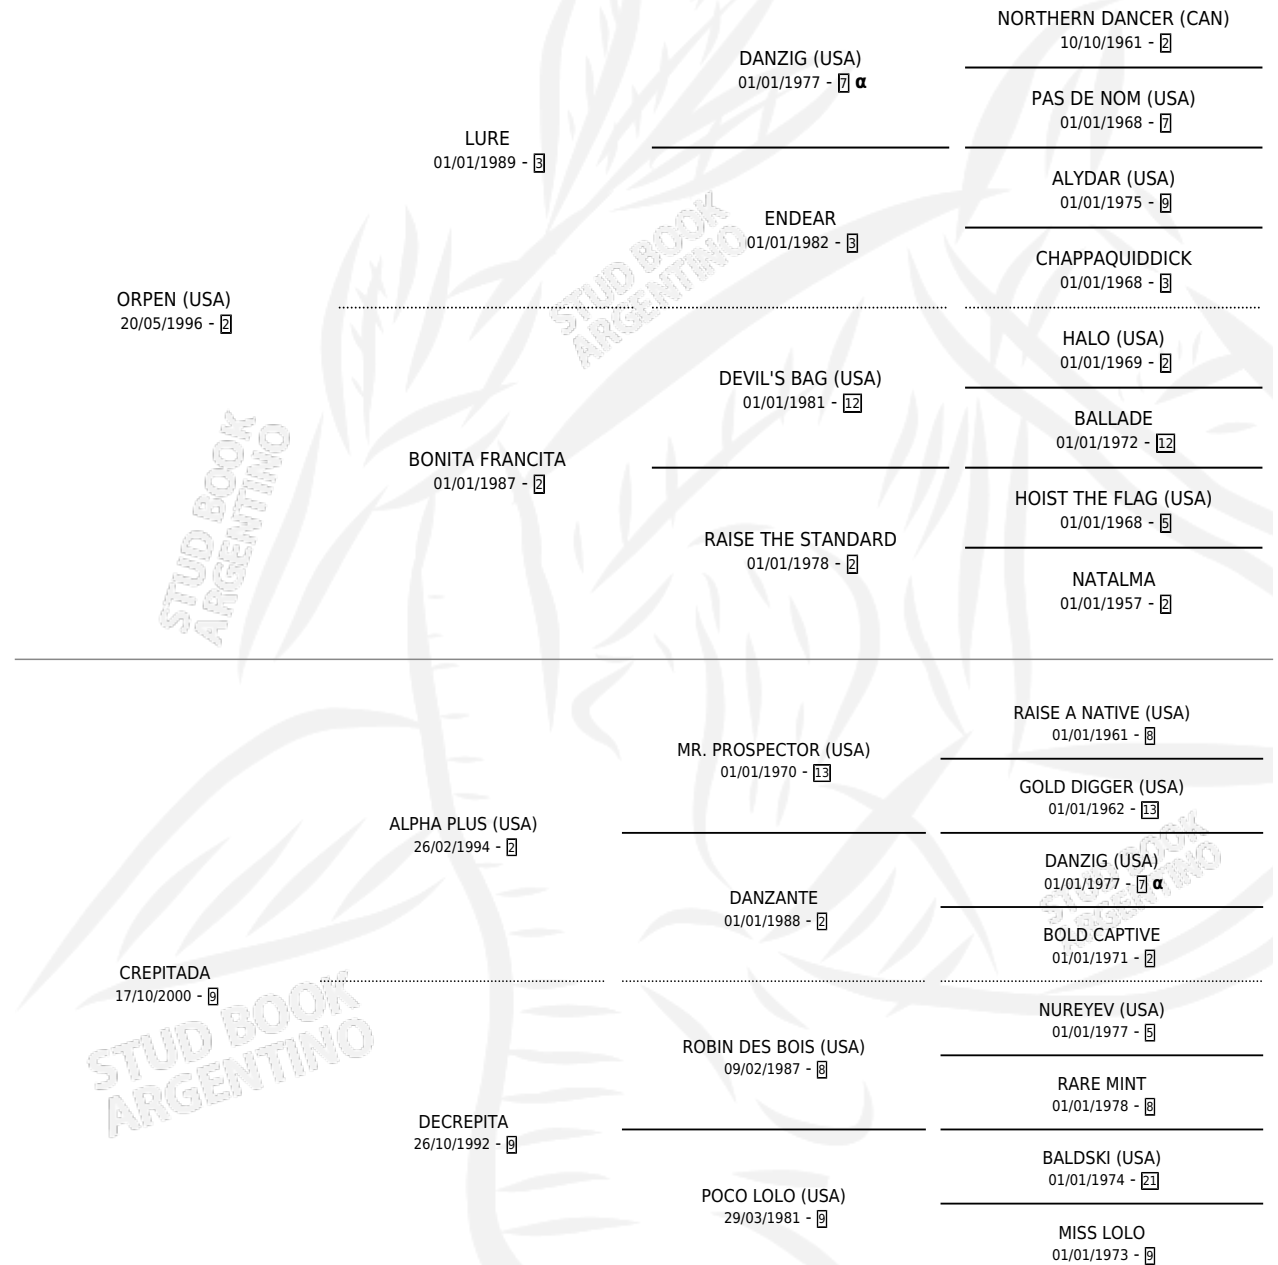 NORTHERN DANCER (CAN)
10/10/1961 - 2
DANZIG (USA)
01/01/1977 - 7 α
PAS DE NOM (USA)
01/01/1968 - 7
LURE
01/01/1989 - 3
ALYDAR (USA)
01/01/1975 - 9
ENDEAR
01/01/1982 - 3
CHAPPAQUIDDICK
01/01/1968 - 3
ORPEN (USA)
20/05/1996 - 2
HALO (USA)
01/01/1969 - 2
DEVIL'S BAG (USA)
01/01/1981 - 12
BALLADE
01/01/1972 - 12
BONITA FRANCITA
01/01/1987 - 2
HOIST THE FLAG (USA)
01/01/1968 - 5
RAISE THE STANDARD
01/01/1978 - 2
NATALMA
01/01/1957 - 2
STUD BOOK
ARGENTINO
STUD BOOK
ARGENTINO
RAISE A NATIVE (USA)
01/01/1961 - 8
MR. PROSPECTOR (USA)
01/01/1970 - 13
GOLD DIGGER (USA)
01/01/1962 - 13
ALPHA PLUS (USA)
26/02/1994 - 2
DANZIG (USA)
01/01/1977 - 7 α
DANZANTE
01/01/1988 - 2
BOLD CAPTIVE
01/01/1971 - 2
CREPITADA
17/10/2000 - 9
NUREYEV (USA)
01/01/1977 - 5
ROBIN DES BOIS (USA)
09/02/1987 - 8
RARE MINT
01/01/1978 - 8
DECREPITA
26/10/1992 - 9
BALDSKI (USA)
01/01/1974 - 21
POCO LOLO (USA)
29/03/1981 - 9
MISS LOLO
01/01/1973 - 9
STUD BOOK
ARGENTINO
STUD BOOK
ARGENTINO